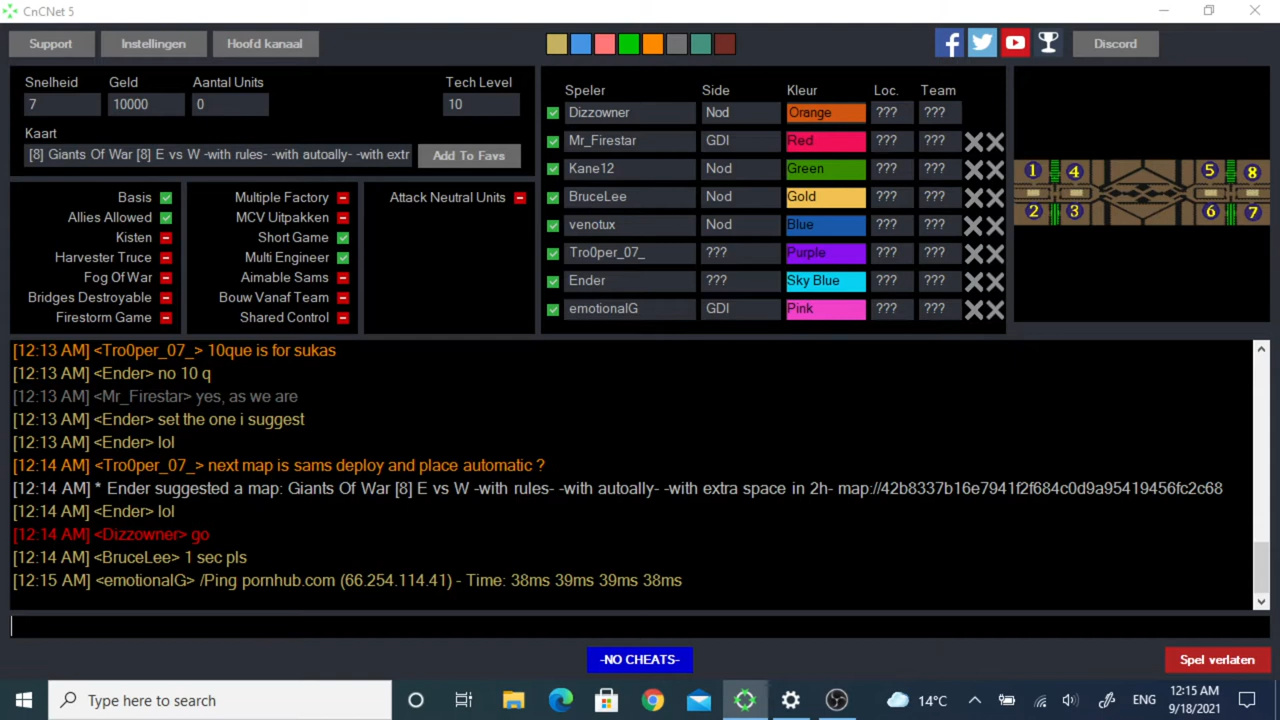 CnCNet 5
Support Instellingen Hoofd kanaal Discord
Snelheid Geld Aantal Units Tech Level
7 10000 0 10
Kaart
[8] Giants Of War [8] E vs W -with rules- -with autoally- -with extr Add To Favs
Basis Multiple Factory Attack Neutral Units
Allies Allowed MCV Uitpakken
Kisten Short Game
Harvester Truce Multi Engineer
Fog Of War Aimable Sams
Bridges Destroyable Bouw Vanaf Team
Firestorm Game Shared Control
Speler Side Kleur Loc. Team
Dizzowner Nod Orange ??? ???
Mr_Firestar GDI Red ??? ???
Kane12 Nod Green ??? ???
BruceLee Nod Gold ??? ???
venotux Nod Blue ??? ???
Tro0per_07_ ??? Purple ??? ???
Ender ??? Sky Blue ??? ???
emotionalG GDI Pink ??? ???
1 4 5 8
2 3 6 7
[12:13 AM] <Tro0per_07_> 10que is for sukas
[12:13 AM] <Ender> no 10 q
[12:13 AM] <Mr_Firestar> yes, as we are
[12:13 AM] <Ender> set the one i suggest
[12:13 AM] <Ender> lol
[12:14 AM] <Tro0per_07_> next map is sams deploy and place automatic ?
[12:14 AM] * Ender suggested a map: Giants Of War [8] E vs W -with rules- -with autoally- -with extra space in 2h- map://42b8337b16e7941f2f684c0d9a95419456fc2c68
[12:14 AM] <Ender> lol
[12:14 AM] <Dizzowner> go
[12:14 AM] <BruceLee> 1 sec pls
[12:15 AM] <emotionalG> /Ping pornhub.com (66.254.114.41) - Time: 38ms 39ms 39ms 38ms
-NO CHEATS-
Spel verlaten
Type here to search
14°C
ENG
12:15 AM
9/18/2021